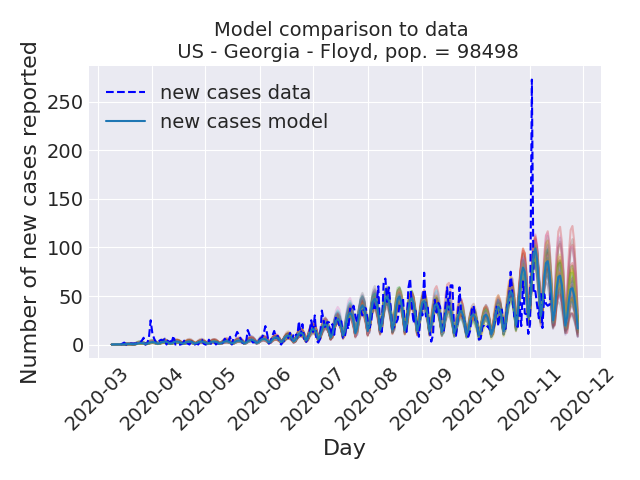 Model comparison to data
US - Georgia - Floyd, pop. = 98498
Number of new cases reported
250
200
150
100
50
0
new cases data
new cases model
2020-03
2020-04
2020-05
2020-06
2020-07
2020-08
2020-09
2020-10
2020-11
2020-12
Day